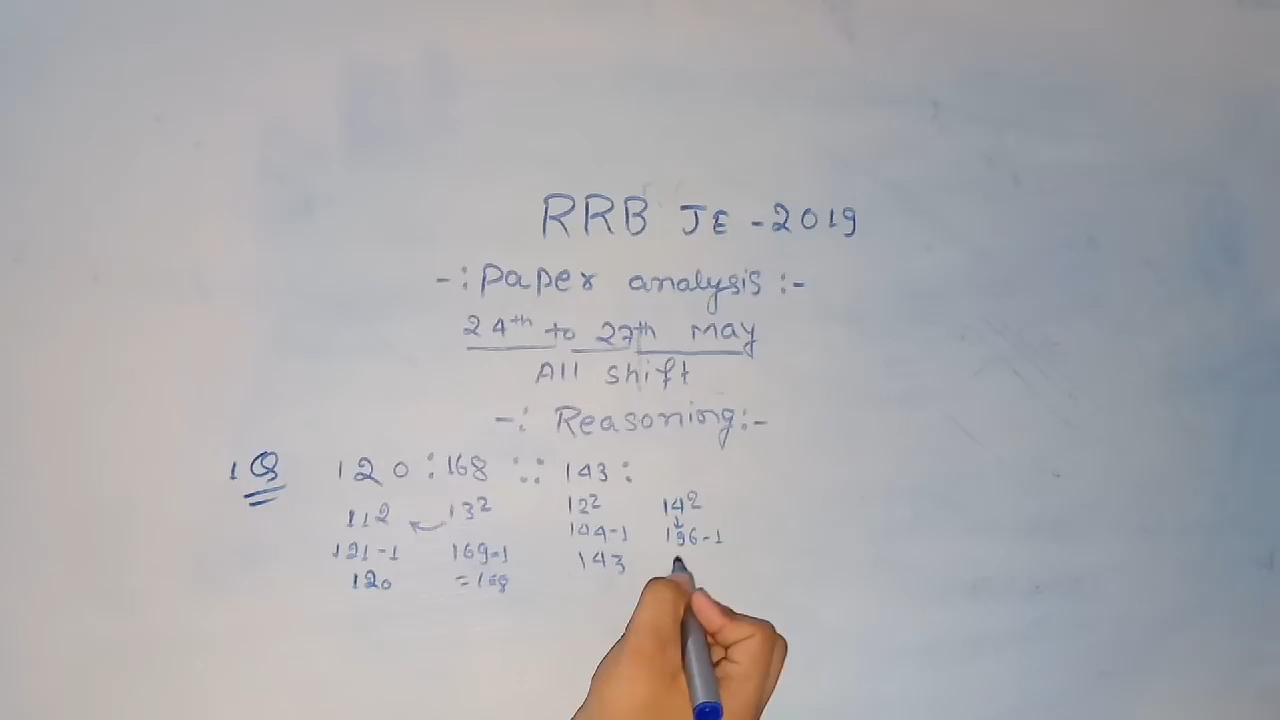 RRB JE -2019
-: Paper analysis :-
24th to 27th May
All shift
-: Reasoning:-
1 Q 120 : 168 :: 143 :
11² 13² 12² 14²
121-1 169-1 144-1 196-1
120 =168 143